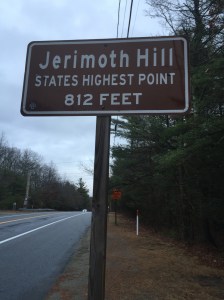 Jerimoth Hill
STATES HIGHEST POINT
812 FEET